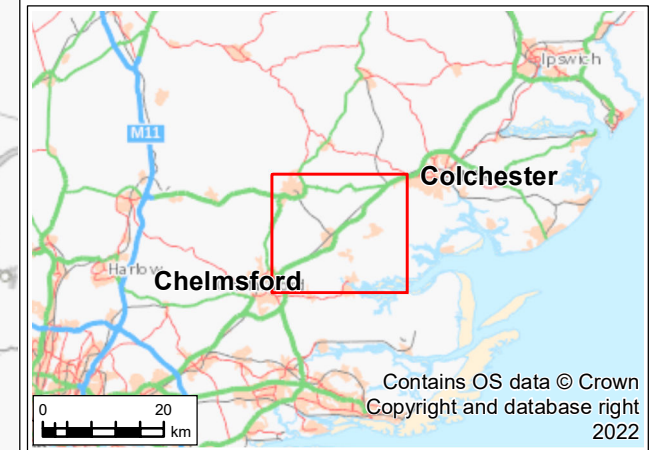 Ipswich
M11
Colchester
Harlow
Chelmsford
Contains OS data © Crown
Copyright and database right
2022
0 20
km